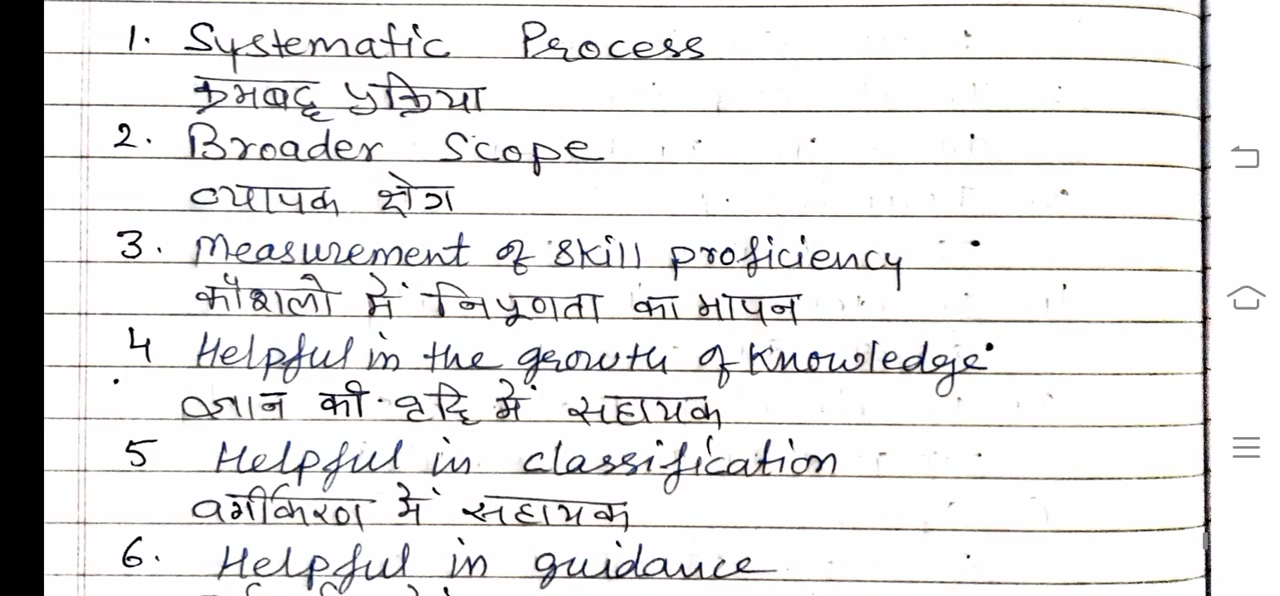 1. Systematic Process
क्रमबद्ध प्रक्रिया
2. Broader Scope
व्यापक क्षेत्र
3. Measurement of Skill proficiency
कौशलों में निपुणता का मापन
4 Helpful in the growth of Knowledge
ज्ञान की वृद्धि में सहायक
5 Helpful in classification
वर्गीकिरण में सहायक
6. Helpful in guidance